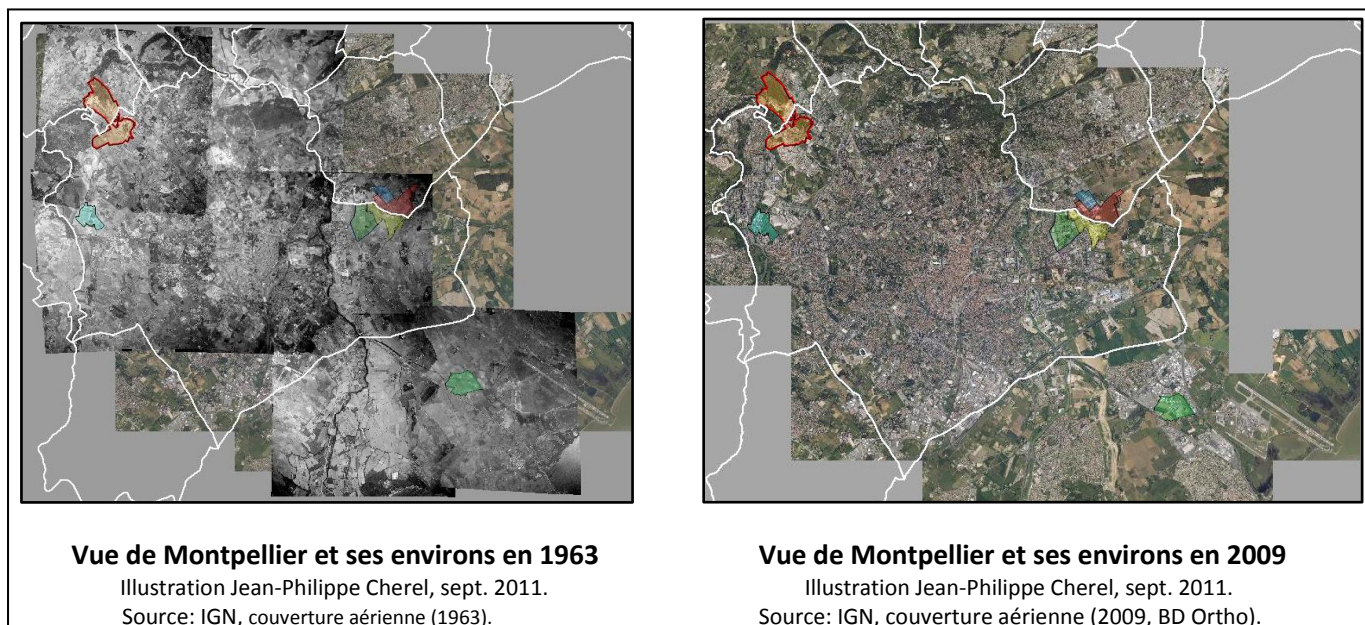 Vue de Montpellier et ses environs en 1963
Illustration Jean-Philippe Cherel, sept. 2011.
Source: IGN, couverture aérienne (1963).
Vue de Montpellier et ses environs en 2009
Illustration Jean-Philippe Cherel, sept. 2011.
Source: IGN, couverture aérienne (2009, BD Ortho).